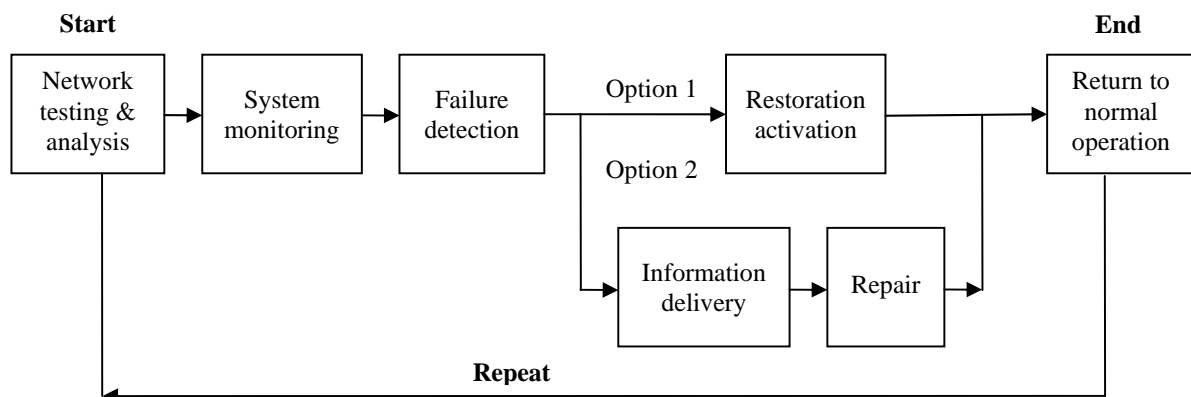 Start
End
Network
testing &
analysis
System
monitoring
Failure
detection
Option 1
Restoration
activation
Return to
normal
operation
Option 2
Information
delivery
Repair
Repeat